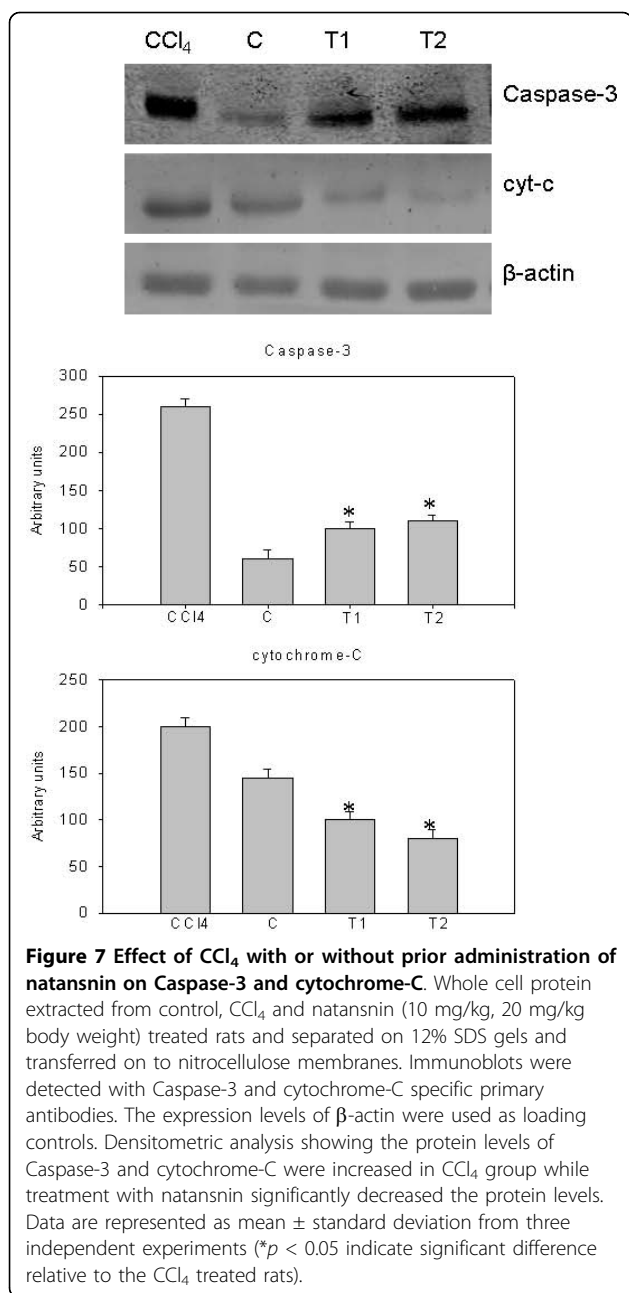 CCl₄ C T1 T2
Caspase-3
cyt-c
β-actin
Caspase-3
300
250
200
150
100
50
0
Arbitrary units
* *
CCl4 C T1 T2
cytochrome-C
250
200
150
100
50
0
Arbitrary units
* *
CCl4 C T1 T2
Figure 7 Effect of CCl₄ with or without prior administration of
natansnin on Caspase-3 and cytochrome-C. Whole cell protein
extracted from control, CCl₄ and natansnin (10 mg/kg, 20 mg/kg
body weight) treated rats and separated on 12% SDS gels and
transferred on to nitrocellulose membranes. Immunoblots were
detected with Caspase-3 and cytochrome-C specific primary
antibodies. The expression levels of β-actin were used as loading
controls. Densitometric analysis showing the protein levels of
Caspase-3 and cytochrome-C were increased in CCl₄ group while
treatment with natansnin significantly decreased the protein levels.
Data are represented as mean ± standard deviation from three
independent experiments (*p < 0.05 indicate significant difference
relative to the CCl₄ treated rats).